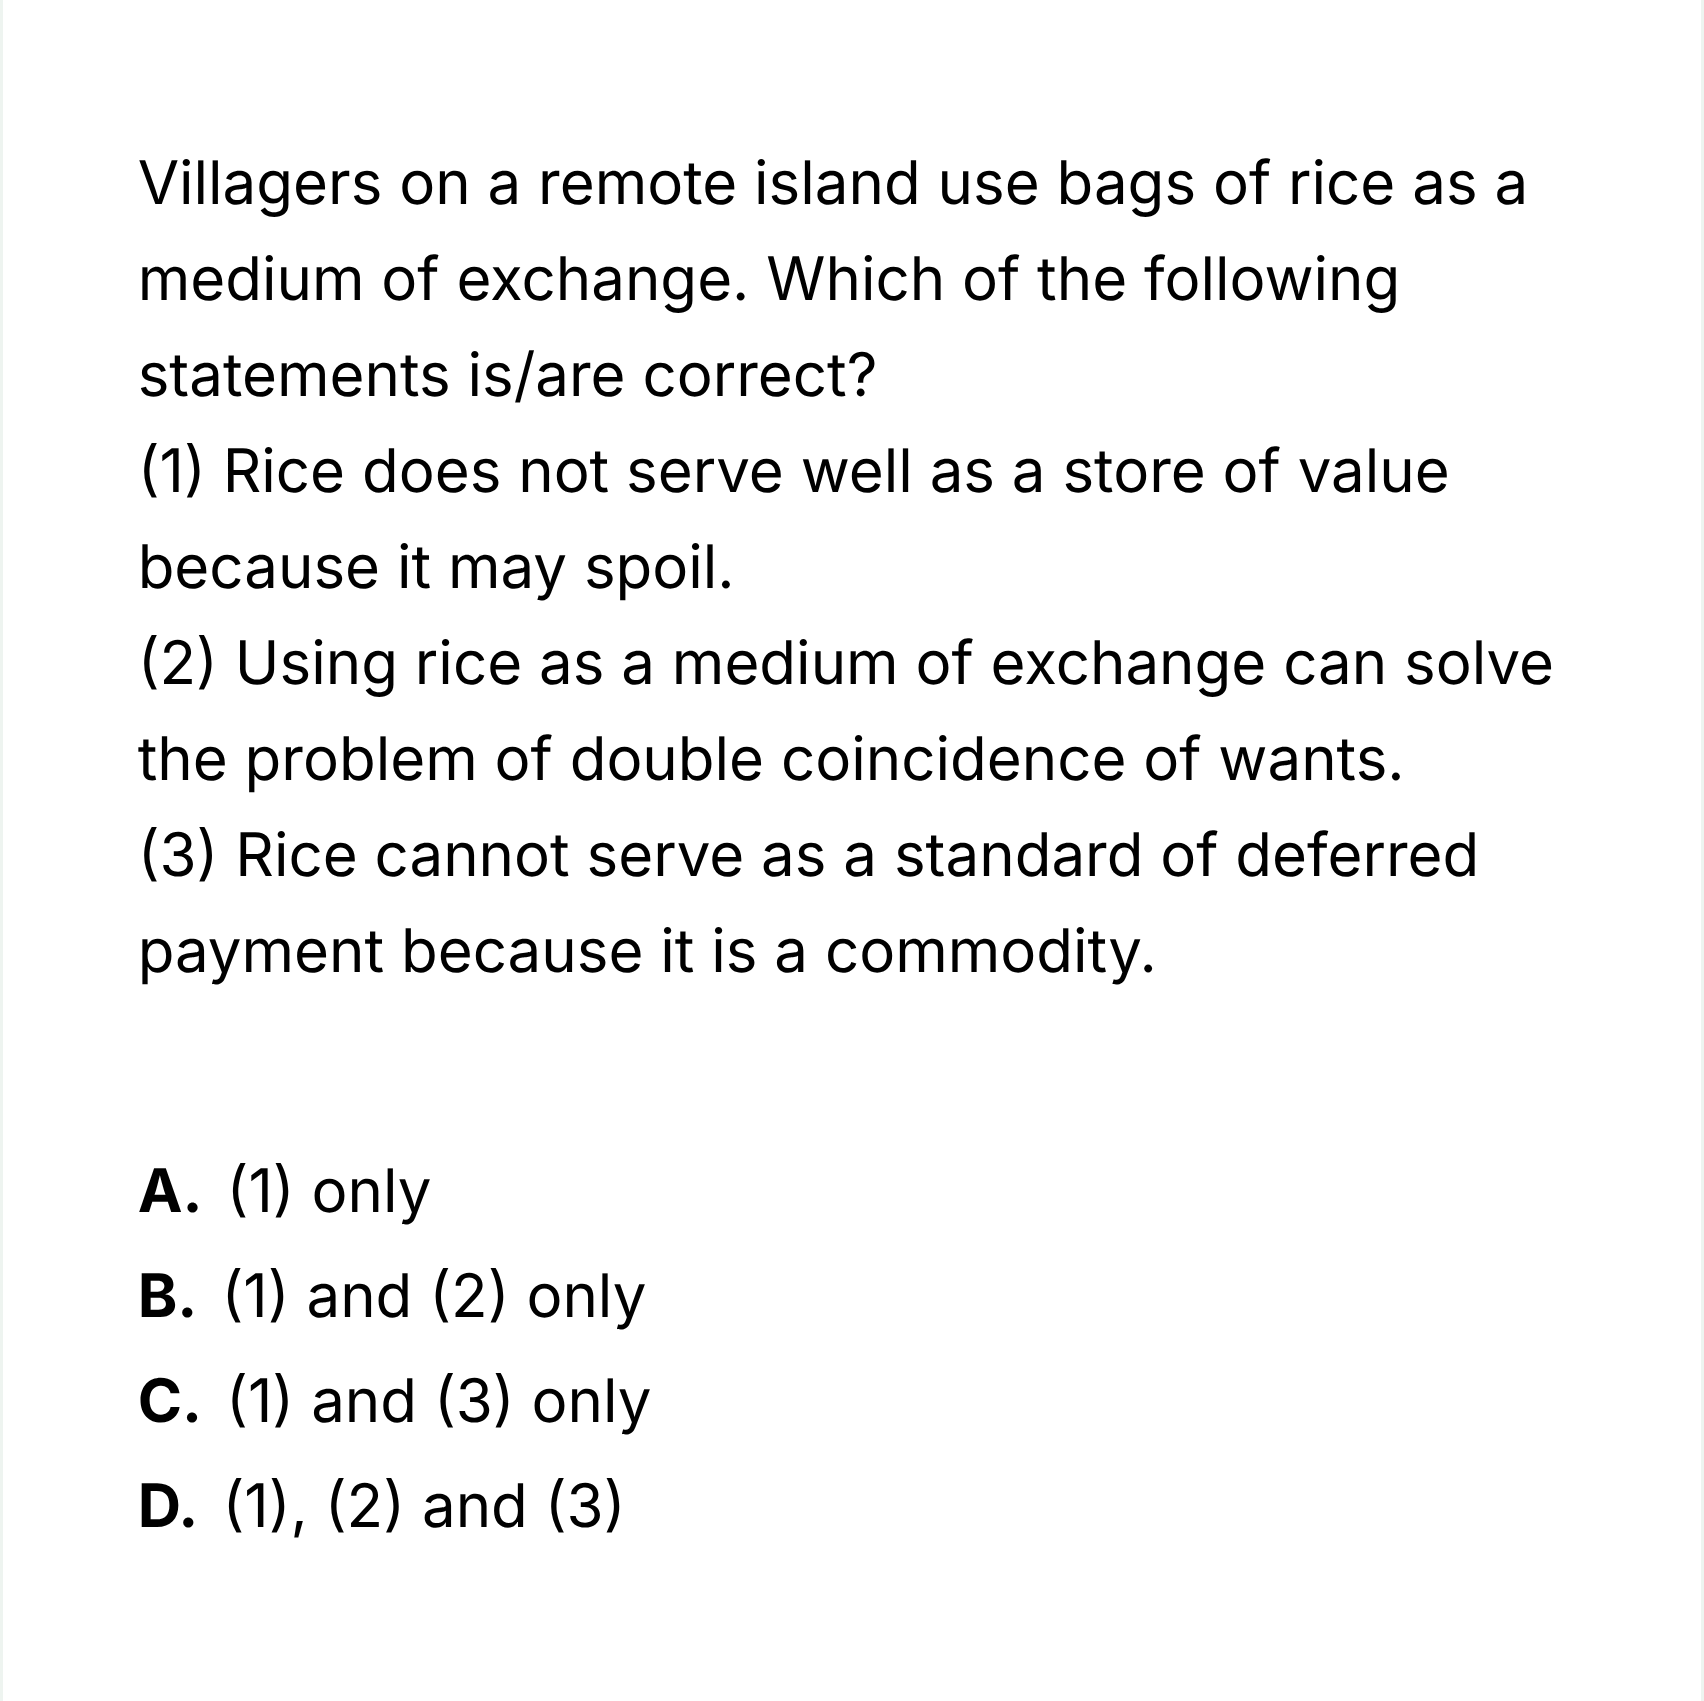 Villagers on a remote island use bags of rice as a
medium of exchange. Which of the following
statements is/are correct?
(1) Rice does not serve well as a store of value
because it may spoil.
(2) Using rice as a medium of exchange can solve
the problem of double coincidence of wants.
(3) Rice cannot serve as a standard of deferred
payment because it is a commodity.
A. (1) only
B. (1) and (2) only
C. (1) and (3) only
D. (1), (2) and (3)